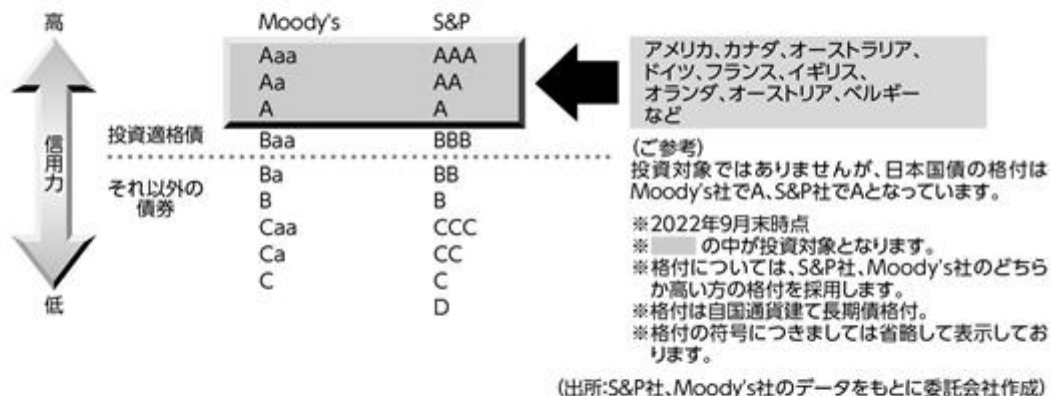 高
信用力
低
Moody's S&P
Aaa AAA
Aa AA
A A
投資適格債 Baa BBB
それ以外の
債券
Ba BB
B B
Caa CCC
Ca CC
C C
D
アメリカ、カナダ、オーストラリア、
ドイツ、フランス、イギリス、
オランダ、オーストリア、ベルギー
など
(ご参考)
投資対象ではありませんが、日本国債の格付は
Moody's社でA、S&P社でAとなっています。
※2022年9月末時点
※ の中が投資対象となります。
※格付については、S&P社、Moody's社のどちら
か高い方の格付を採用します。
※格付は自国通貨建て長期債格付。
※格付の符号につきましては省略して表示してお
ります。
(出所:S&P社、Moody's社のデータをもとに委託会社作成)